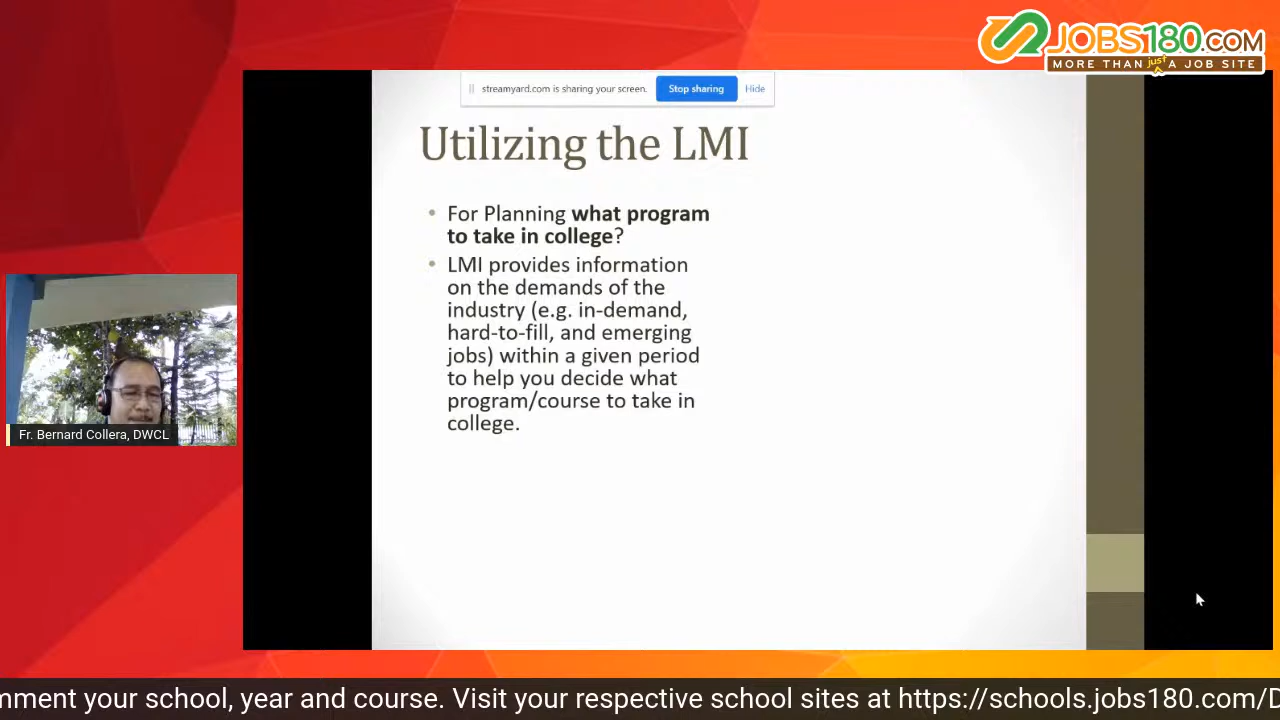 JOBS180.COM
MORE THAN just A JOB SITE
streamyard.com is sharing your screen. Stop sharing Hide
Utilizing the LMI
• For Planning what program
to take in college?
• LMI provides information
on the demands of the
industry (e.g. in-demand,
hard-to-fill, and emerging
jobs) within a given period
to help you decide what
program/course to take in
college.
Fr. Bernard Collera, DWCL
mment your school, year and course. Visit your respective school sites at https://schools.jobs180.com/D